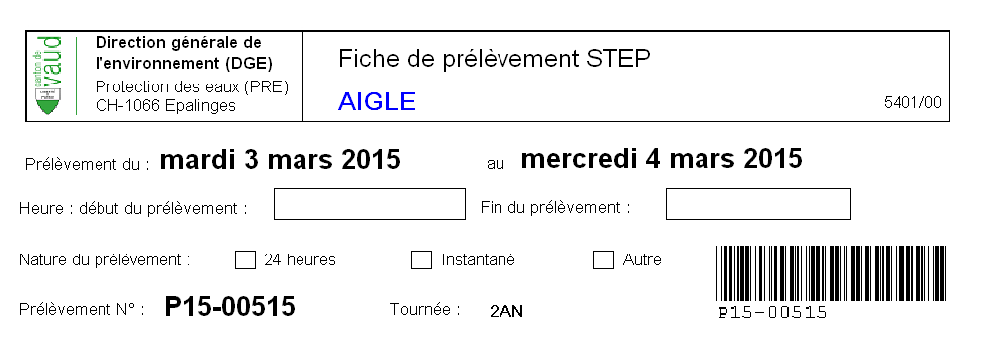 canton de
vaud
Direction générale de
l'environnement (DGE)
Protection des eaux (PRE)
CH-1066 Epalinges
Fiche de prélèvement STEP
AIGLE
5401/00
Prélèvement du : mardi 3 mars 2015 au mercredi 4 mars 2015
Heure : début du prélèvement : Fin du prélèvement :
Nature du prélèvement : 24 heures Instantané Autre
Prélèvement N° : P15-00515 Tournée : 2AN
P15-00515